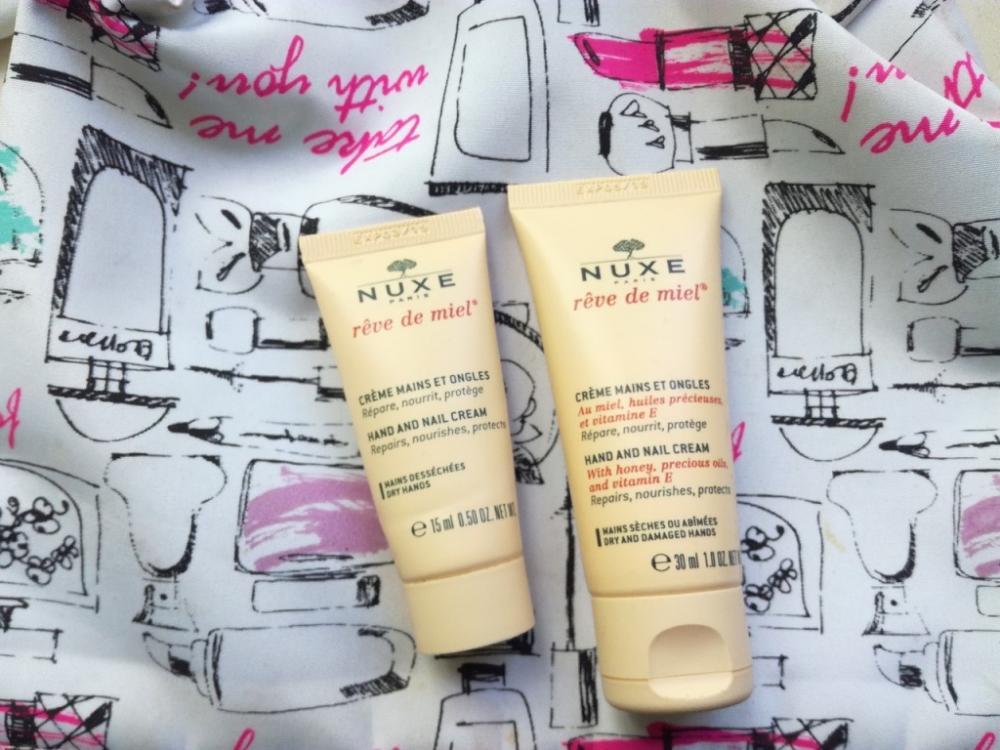 take me
with you!
NUXE
PARIS
rêve de miel®
CRÈME MAINS ET ONGLES
Répare, nourrit, protège
HAND AND NAIL CREAM
Repairs, nourishes, protects
MAINS DESSÉCHÉES
DRY HANDS
℮ 15 ml 0.50 OZ. NET WT.
NUXE
PARIS
rêve de miel®
CRÈME MAINS ET ONGLES
Au miel, huiles précieuses,
et vitamine E
Répare, nourrit, protège
HAND AND NAIL CREAM
With honey, precious oils,
and vitamin E
Repairs, nourishes, protects
MAINS SÈCHES OU ABÎMÉES
DRY AND DAMAGED HANDS
℮ 30 ml 1.0 OZ. NET
me